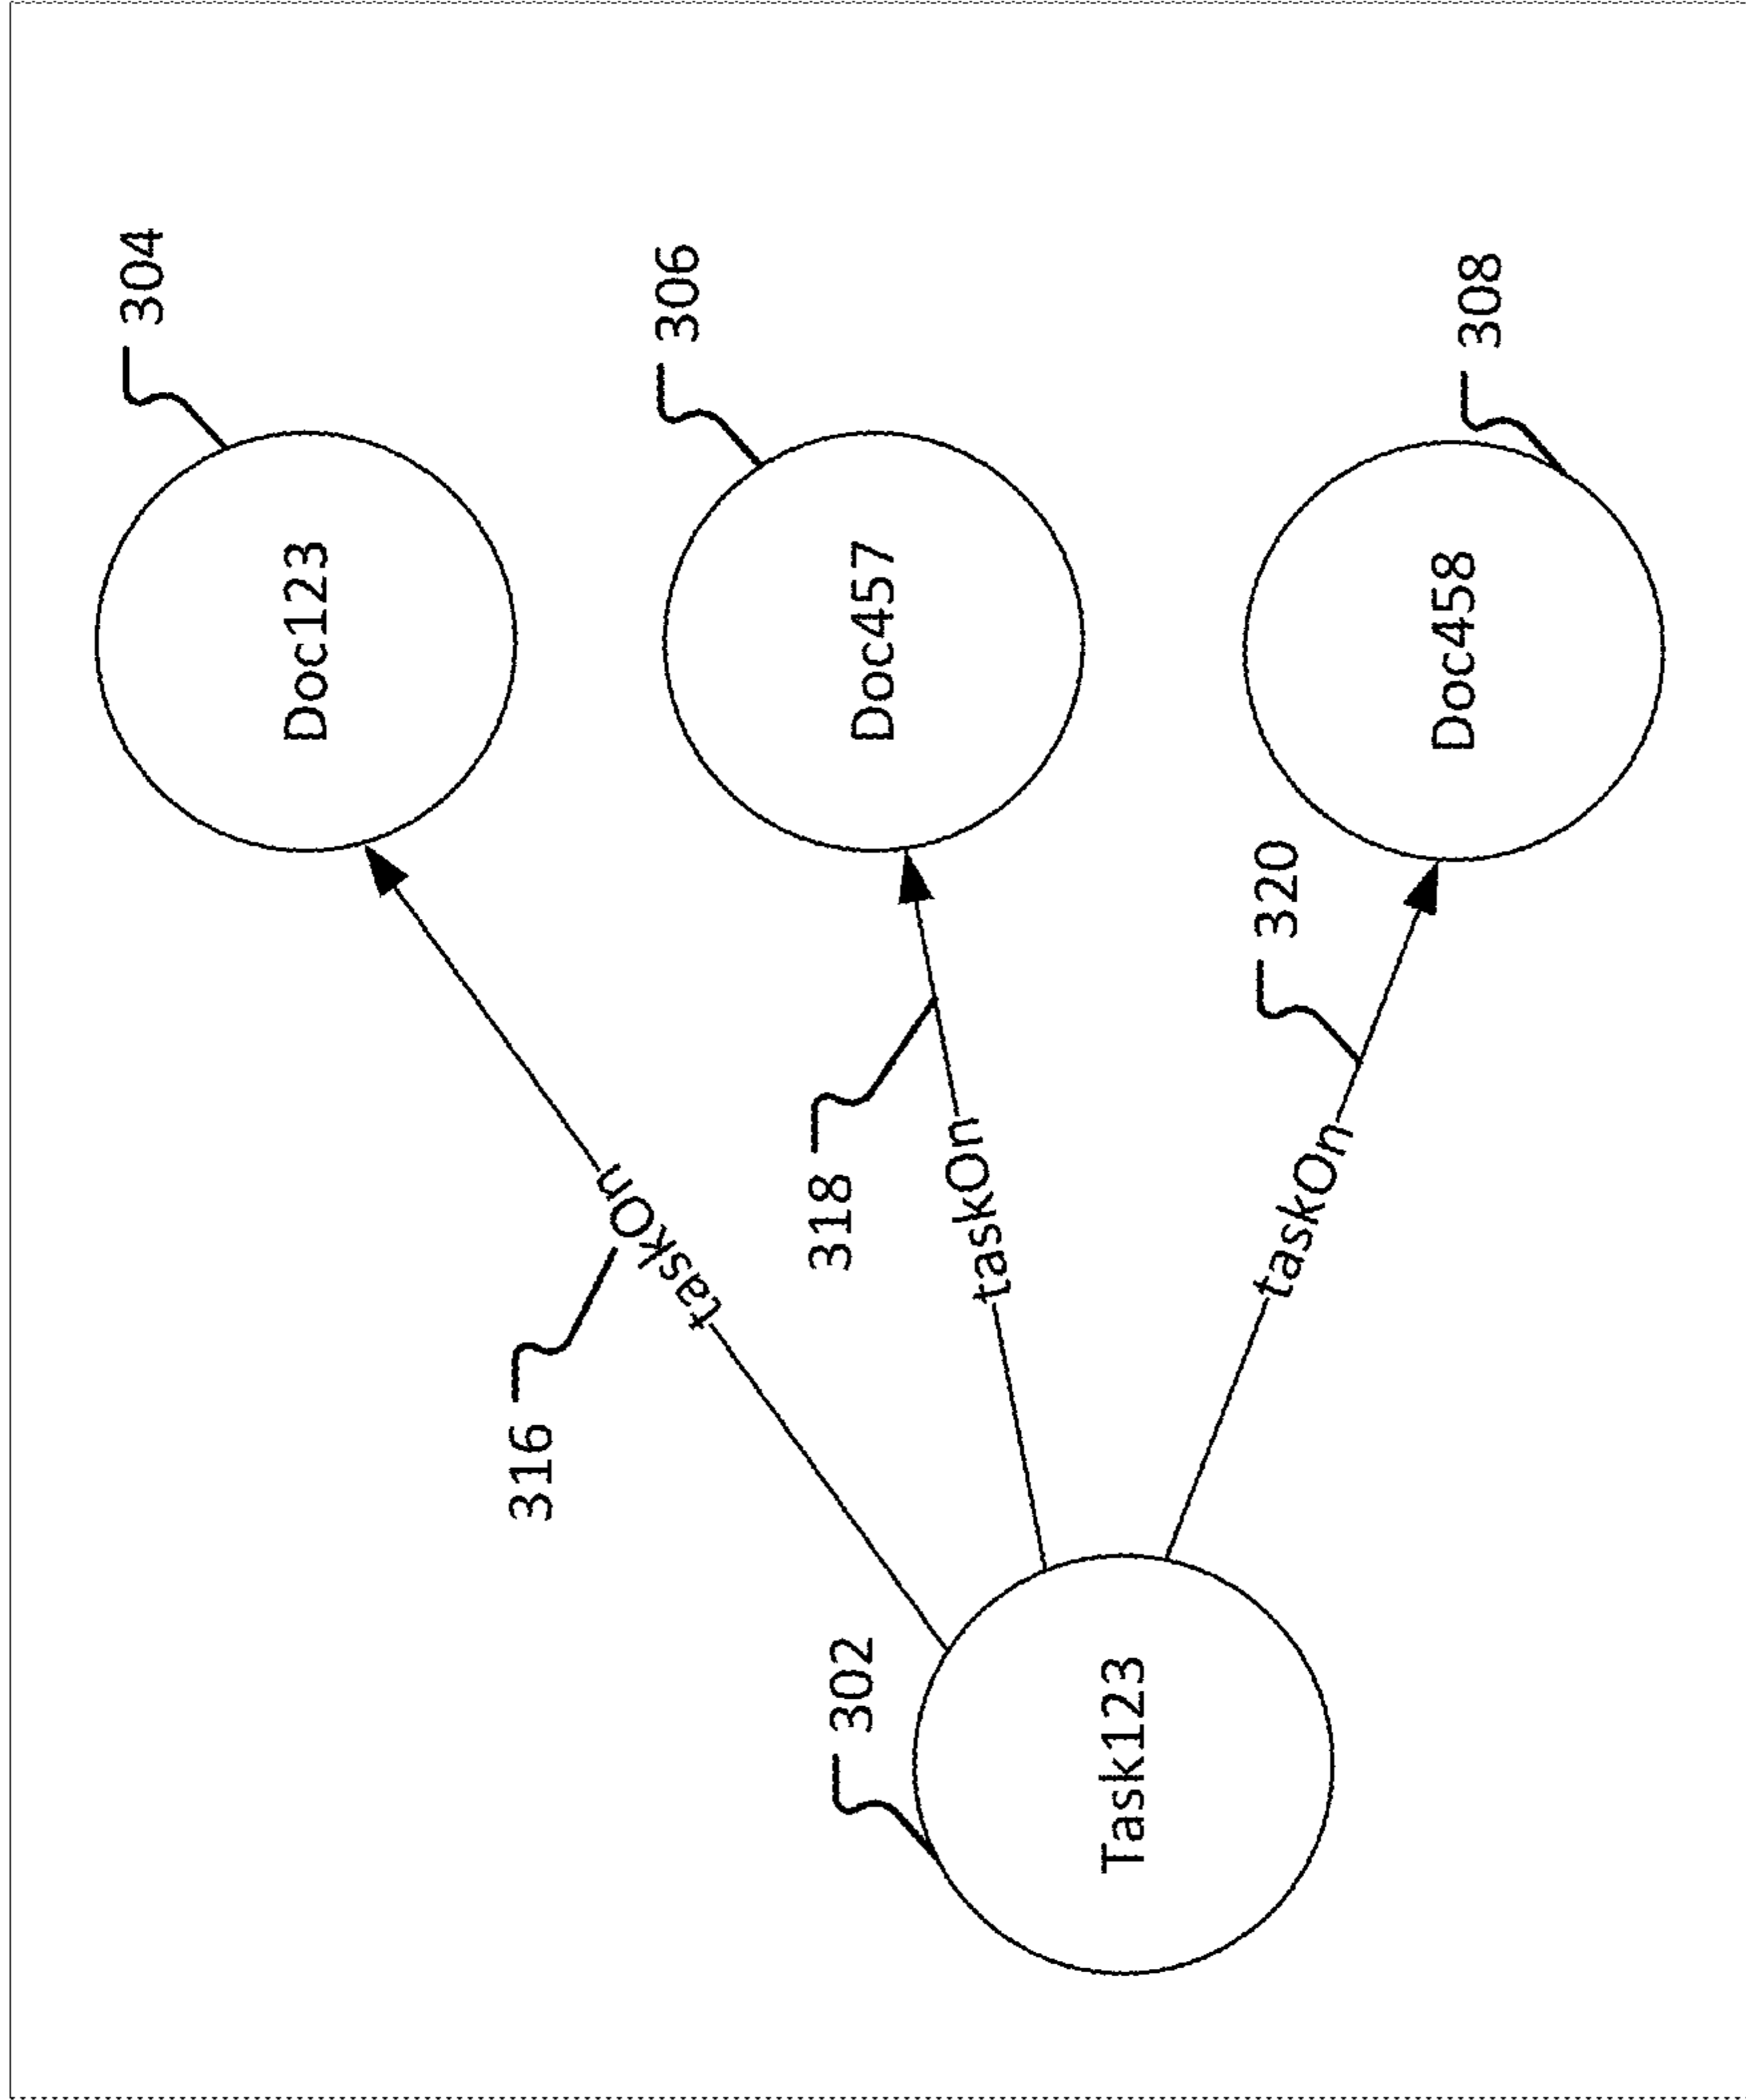 304
Doc123
316
taskOn
306
Doc457
318
taskOn
302
Task123
320
taskOn
308
Doc458